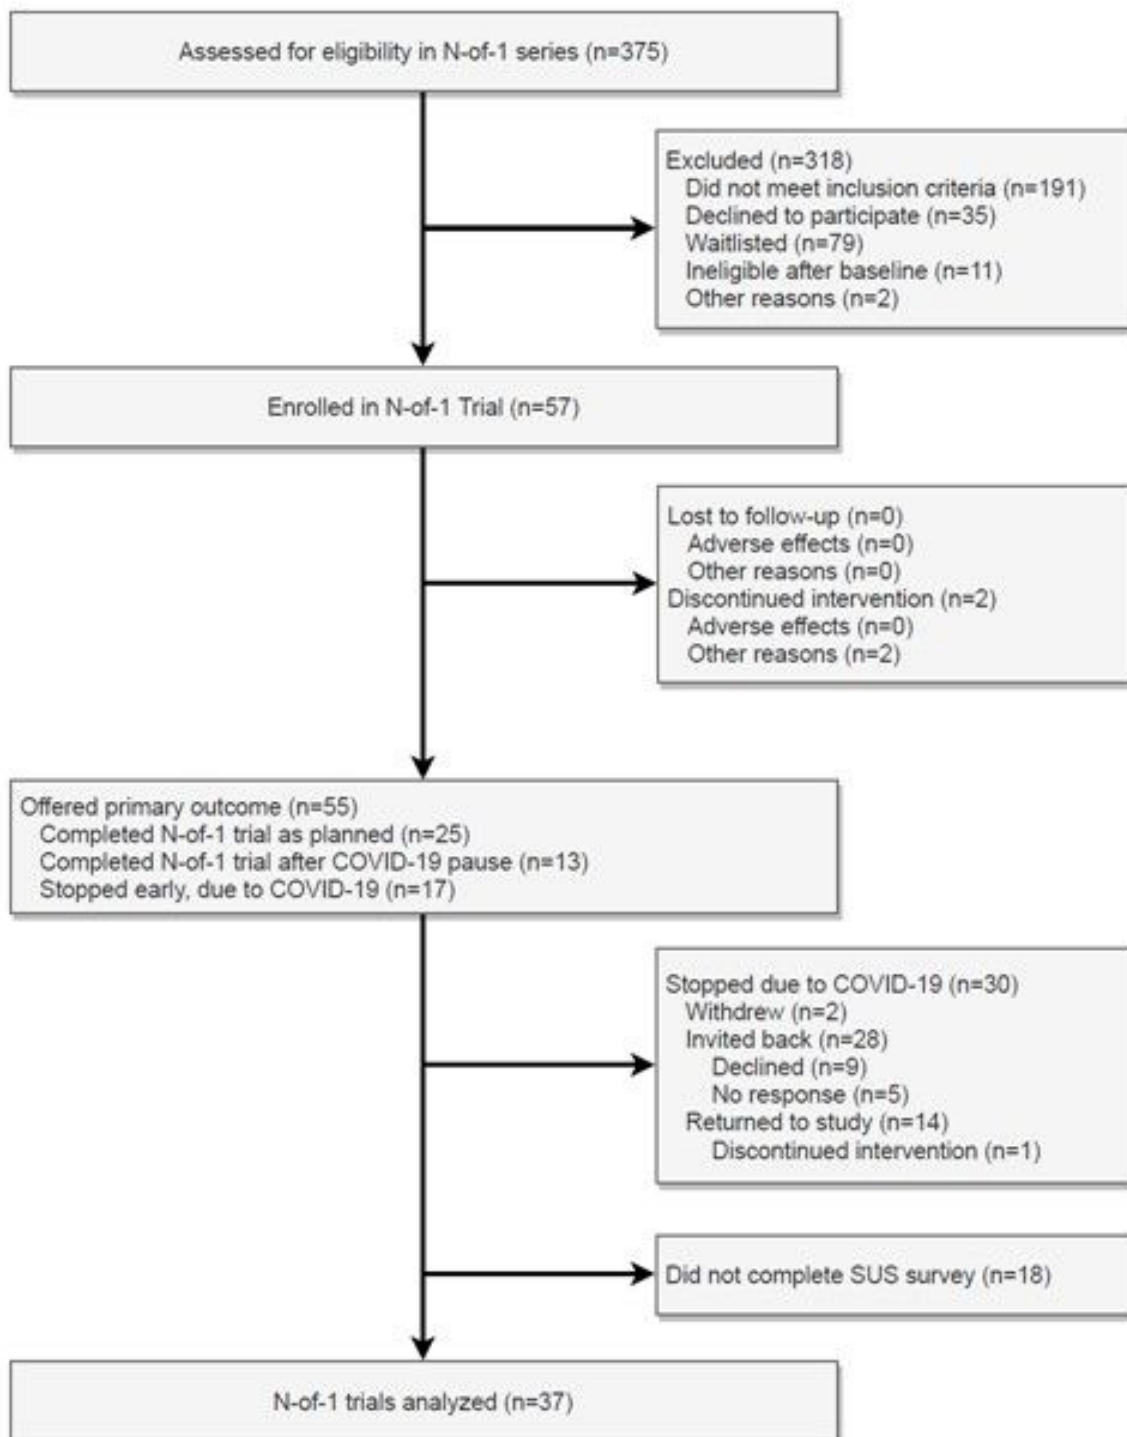 Assessed for eligibility in N-of-1 series (n=375)
Excluded (n=318)
Did not meet inclusion criteria (n=191)
Declined to participate (n=35)
Waitlisted (n=79)
Ineligible after baseline (n=11)
Other reasons (n=2)
Enrolled in N-of-1 Trial (n=57)
Lost to follow-up (n=0)
Adverse effects (n=0)
Other reasons (n=0)
Discontinued intervention (n=2)
Adverse effects (n=0)
Other reasons (n=2)
Offered primary outcome (n=55)
Completed N-of-1 trial as planned (n=25)
Completed N-of-1 trial after COVID-19 pause (n=13)
Stopped early, due to COVID-19 (n=17)
Stopped due to COVID-19 (n=30)
Withdrew (n=2)
Invited back (n=28)
Declined (n=9)
No response (n=5)
Returned to study (n=14)
Discontinued intervention (n=1)
Did not complete SUS survey (n=18)
N-of-1 trials analyzed (n=37)